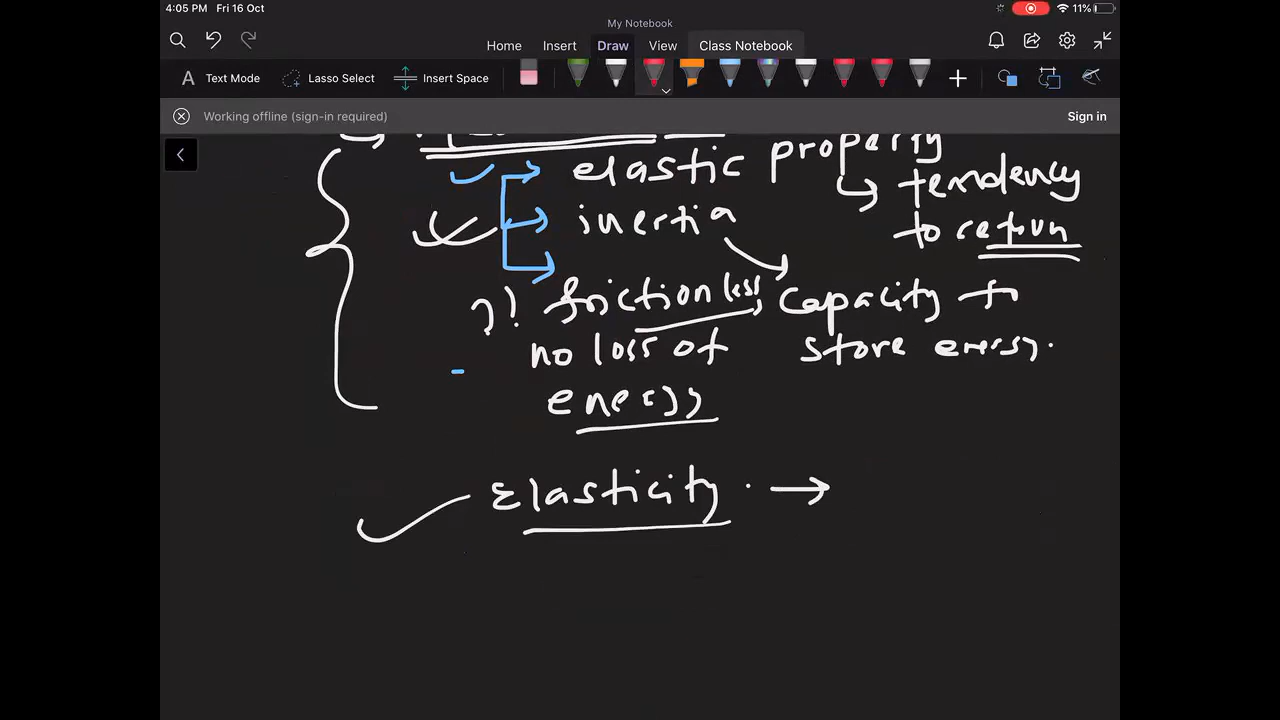 4:05 PM Fri 16 Oct
11%
My Notebook
Home Insert Draw View Class Notebook
Text Mode Lasso Select Insert Space
Working offline (sign-in required) Sign in
elastic property
tendency
to return
inertia
capacity to
store energy.
?! frictionless
no loss of
energy
Elasticity →